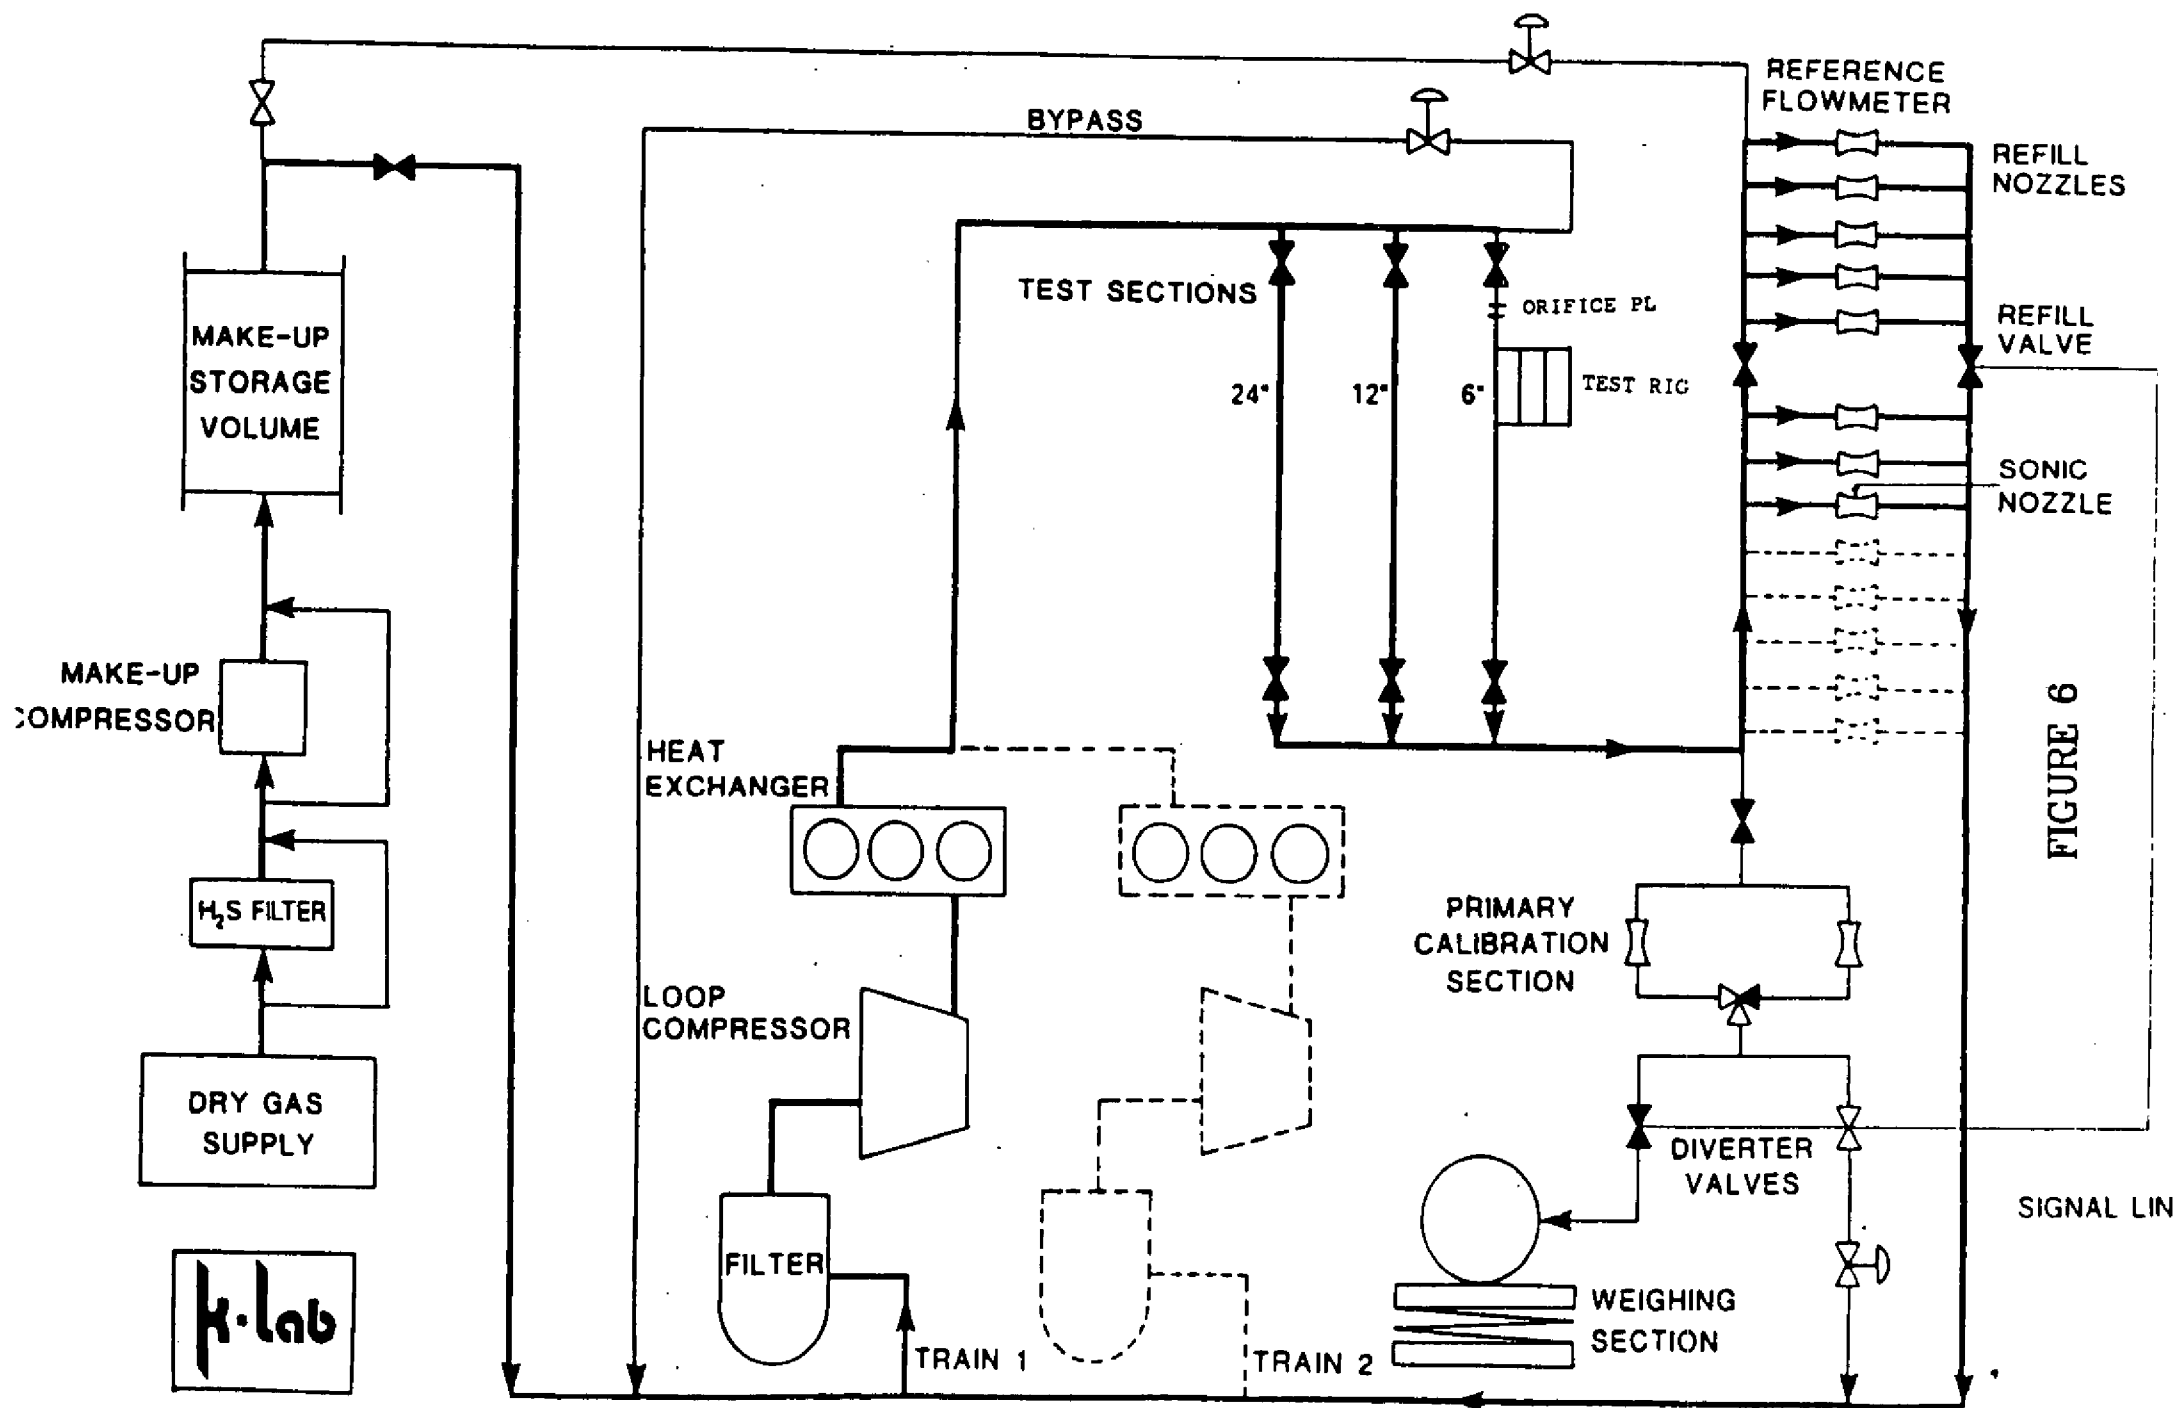 REFERENCE
FLOWMETER
BYPASS
REFILL
NOZZLES
TEST SECTIONS
ORIFICE PL
REFILL
VALVE
MAKE-UP
STORAGE
VOLUME
24"
12"
6"
TEST RIG
SONIC
NOZZLE
MAKE-UP
COMPRESSOR
HEAT
EXCHANGER
FIGURE 6
H₂S FILTER
PRIMARY
CALIBRATION
SECTION
LOOP
COMPRESSOR
DRY GAS
SUPPLY
DIVERTER
VALVES
SIGNAL LIN
FILTER
WEIGHING
SECTION
TRAIN 1
TRAIN 2
k·lab